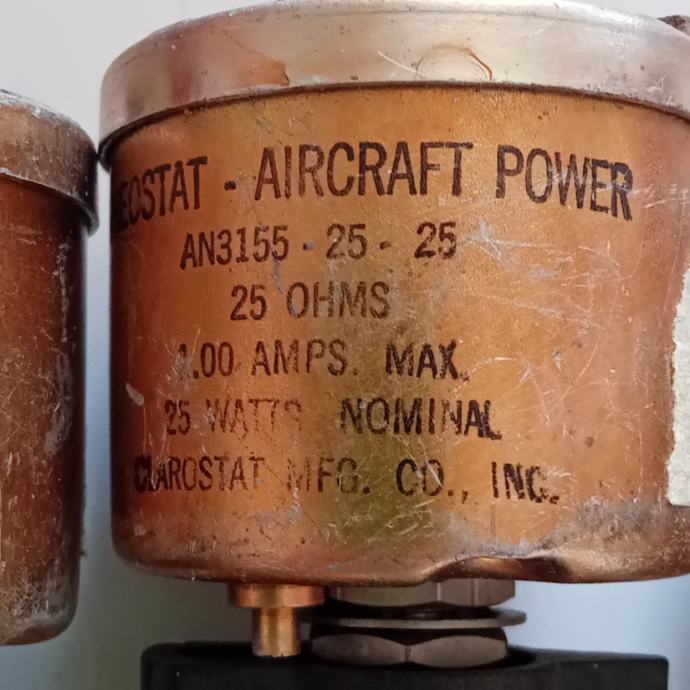 EOSTAT - AIRCRAFT POWER
AN3155 - 25 - 25
25 OHMS
1.00 AMPS. MAX.
25 WATTS NOMINAL
CLAROSTAT MFG. CO., INC.